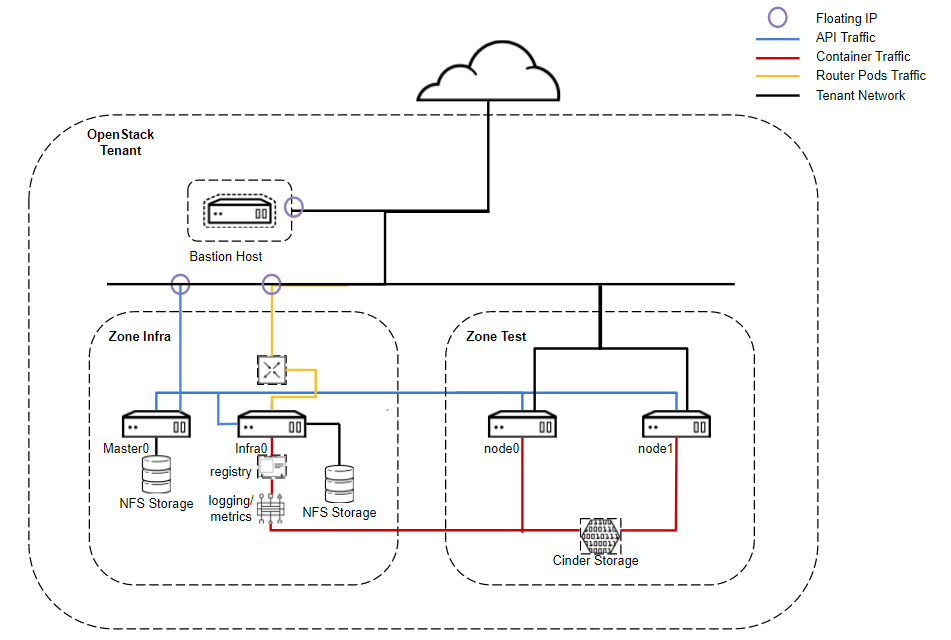 Floating IP
API Traffic
Container Traffic
Router Pods Traffic
Tenant Network
OpenStack
Tenant
Bastion Host
Zone Infra
Zone Test
Master0
Infra0
node0
node1
registry
NFS Storage
logging/
metrics
NFS Storage
Cinder Storage